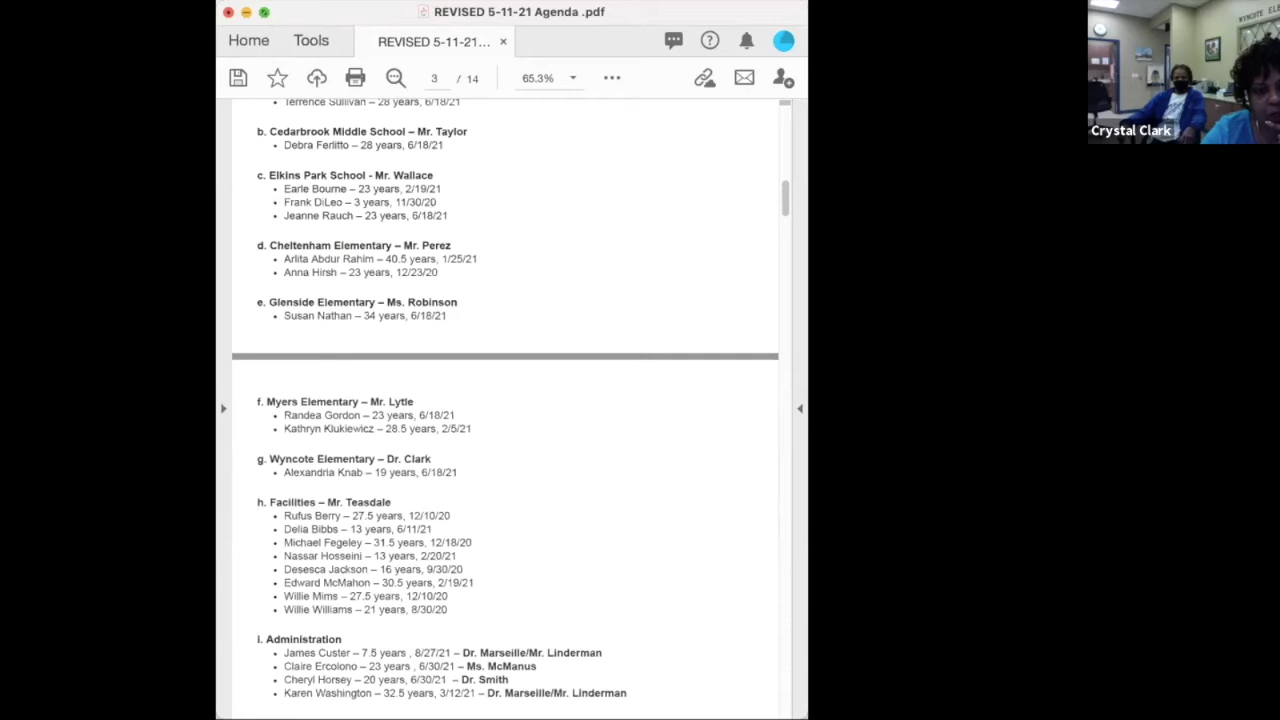 REVISED 5-11-21 Agenda .pdf
Home Tools REVISED 5-11-21... ×
3 / 14 65.3%
Terrence Sullivan – 28 years, 6/18/21
b. Cedarbrook Middle School – Mr. Taylor
• Debra Ferlitto – 28 years, 6/18/21
c. Elkins Park School - Mr. Wallace
• Earle Bourne – 23 years, 2/19/21
• Frank DiLeo – 3 years, 11/30/20
• Jeanne Rauch – 23 years, 6/18/21
d. Cheltenham Elementary – Mr. Perez
• Arlita Abdur Rahim – 40.5 years, 1/25/21
• Anna Hirsh – 23 years, 12/23/20
e. Glenside Elementary – Ms. Robinson
• Susan Nathan – 34 years, 6/18/21
f. Myers Elementary – Mr. Lytle
• Randea Gordon – 23 years, 6/18/21
• Kathryn Klukiewicz – 28.5 years, 2/5/21
g. Wyncote Elementary – Dr. Clark
• Alexandria Knab – 19 years, 6/18/21
h. Facilities – Mr. Teasdale
• Rufus Berry – 27.5 years, 12/10/20
• Delia Bibbs – 13 years, 6/11/21
• Michael Fegeley – 31.5 years, 12/18/20
• Nassar Hosseini – 13 years, 2/20/21
• Desesca Jackson – 16 years, 9/30/20
• Edward McMahon – 30.5 years, 2/19/21
• Willie Mims – 27.5 years, 12/10/20
• Willie Williams – 21 years, 8/30/20
i. Administration
• James Custer – 7.5 years , 8/27/21 – Dr. Marseille/Mr. Linderman
• Claire Ercolono – 23 years , 6/30/21 – Ms. McManus
• Cheryl Horsey – 20 years, 6/30/21 – Dr. Smith
• Karen Washington – 32.5 years, 3/12/21 – Dr. Marseille/Mr. Linderman
WYNCOTE ELE
Crystal Clark